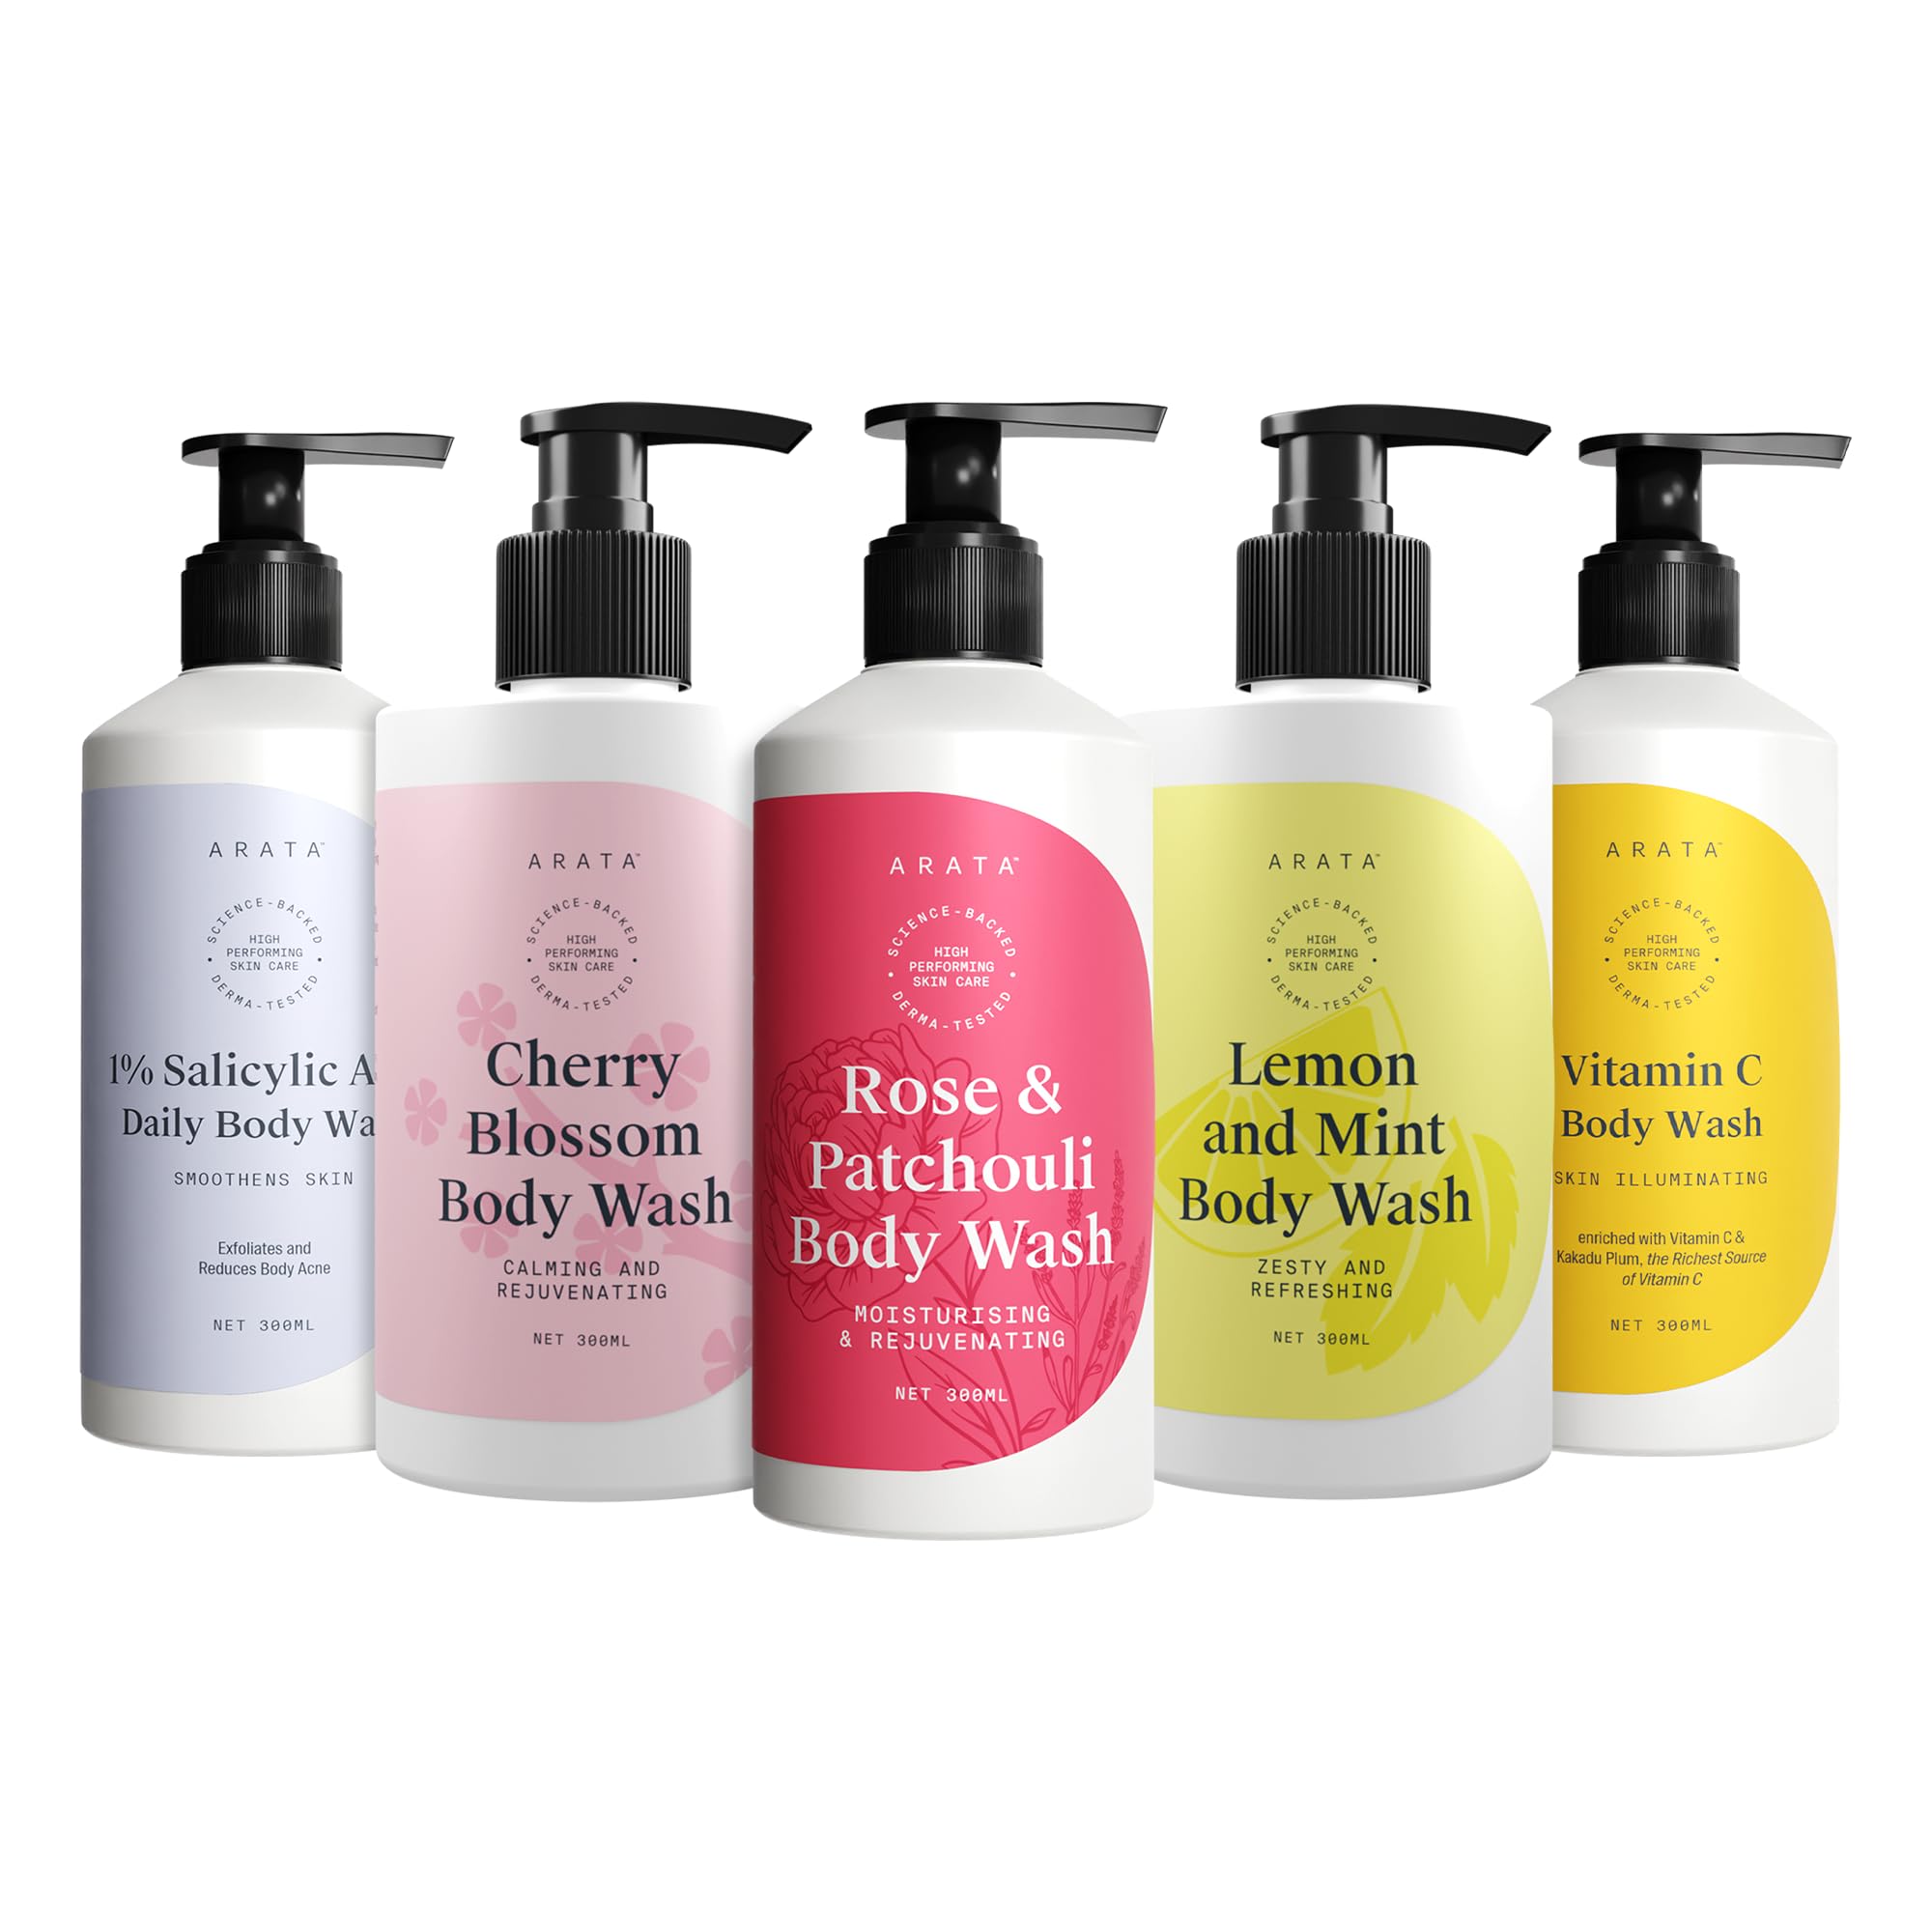 ARATA™
SCIENCE-BACKED
HIGH
PERFORMING
SKIN CARE
DERMA-TESTED
1% Salicylic
Daily Body
SMOOTHENS SKIN
Exfoliates and
Reduces Body Acne
NET 300ML
ARATA™
SCIENCE-BACKED
HIGH
PERFORMING
SKIN CARE
DERMA-TESTED
Cherry
Blossom
Body Wash
CALMING AND
REJUVENATING
NET 300ML
ARATA™
SCIENCE-BACKED
HIGH
PERFORMING
SKIN CARE
DERMA-TESTED
Rose &
Patchouli
Body Wash
MOISTURISING
& REJUVENATING
NET 300ML
ARATA™
SCIENCE-BACKED
HIGH
PERFORMING
SKIN CARE
DERMA-TESTED
Lemon
and Mint
Body Wash
ZESTY AND
REFRESHING
NET 300ML
ARATA™
SCIENCE-BACKED
HIGH
PERFORMING
SKIN CARE
DERMA-TESTED
Vitamin C
Body Wash
SKIN ILLUMINATING
enriched with Vitamin C &
Kakadu Plum, the Richest Source
of Vitamin C
NET 300ML